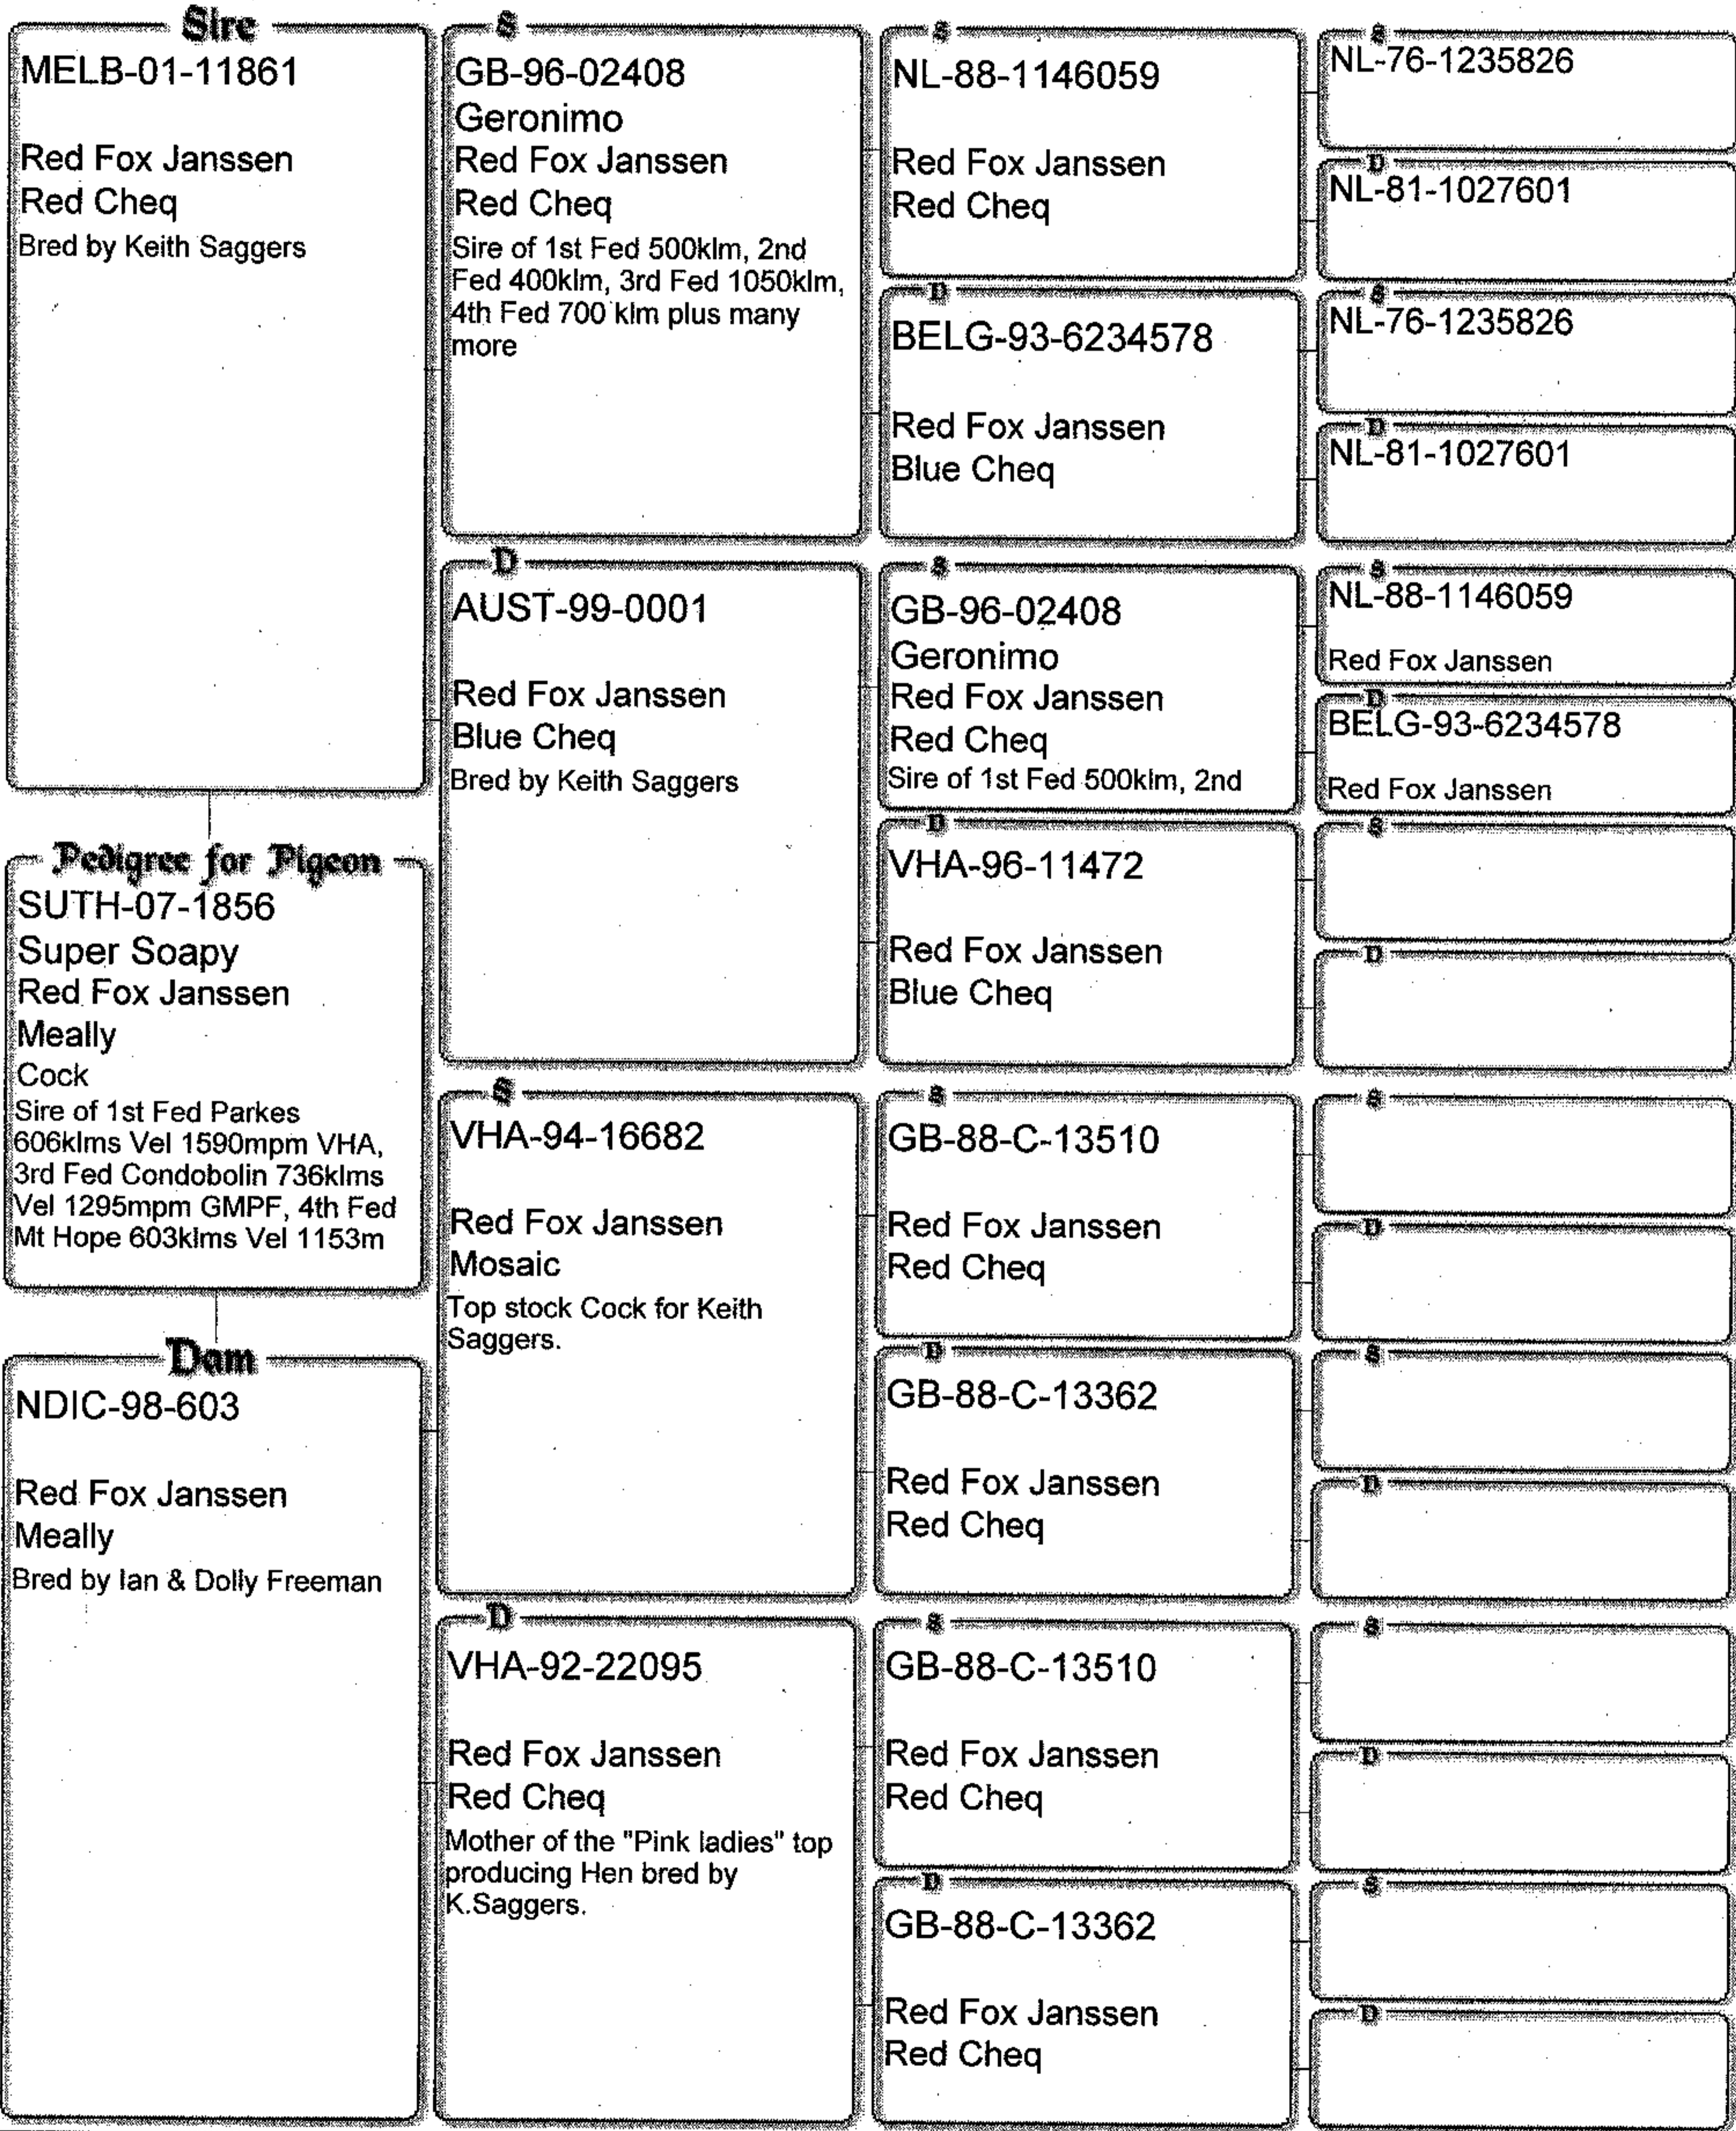 Sire
MELB-01-11861
Red Fox Janssen
Red Cheq
Bred by Keith Saggers
Pedigree for Pigeon
SUTH-07-1856
Super Soapy
Red Fox Janssen
Meally
Cock
Sire of 1st Fed Parkes
606klms Vel 1590mpm VHA,
3rd Fed Condobolin 736klms
Vel 1295mpm GMPF, 4th Fed
Mt Hope 603klms Vel 1153m
Dam
NDIC-98-603
Red Fox Janssen
Meally
Bred by Ian & Dolly Freeman
S
GB-96-02408
Geronimo
Red Fox Janssen
Red Cheq
Sire of 1st Fed 500klm, 2nd
Fed 400klm, 3rd Fed 1050klm,
4th Fed 700 klm plus many
more
D
AUST-99-0001
Red Fox Janssen
Blue Cheq
Bred by Keith Saggers
S
VHA-94-16682
Red Fox Janssen
Mosaic
Top stock Cock for Keith
Saggers.
D
VHA-92-22095
Red Fox Janssen
Red Cheq
Mother of the "Pink ladies" top
producing Hen bred by
K.Saggers.
S
NL-88-1146059
Red Fox Janssen
Red Cheq
D
BELG-93-6234578
Red Fox Janssen
Blue Cheq
S
GB-96-02408
Geronimo
Red Fox Janssen
Red Cheq
Sire of 1st Fed 500klm, 2nd
D
VHA-96-11472
Red Fox Janssen
Blue Cheq
S
GB-88-C-13510
Red Fox Janssen
Red Cheq
D
GB-88-C-13362
Red Fox Janssen
Red Cheq
S
GB-88-C-13510
Red Fox Janssen
Red Cheq
D
GB-88-C-13362
Red Fox Janssen
Red Cheq
S
NL-76-1235826
D
NL-81-1027601
S
NL-76-1235826
D
NL-81-1027601
S
NL-88-1146059
Red Fox Janssen
D
BELG-93-6234578
Red Fox Janssen
S
D
S
D
S
D
S
D
S
D